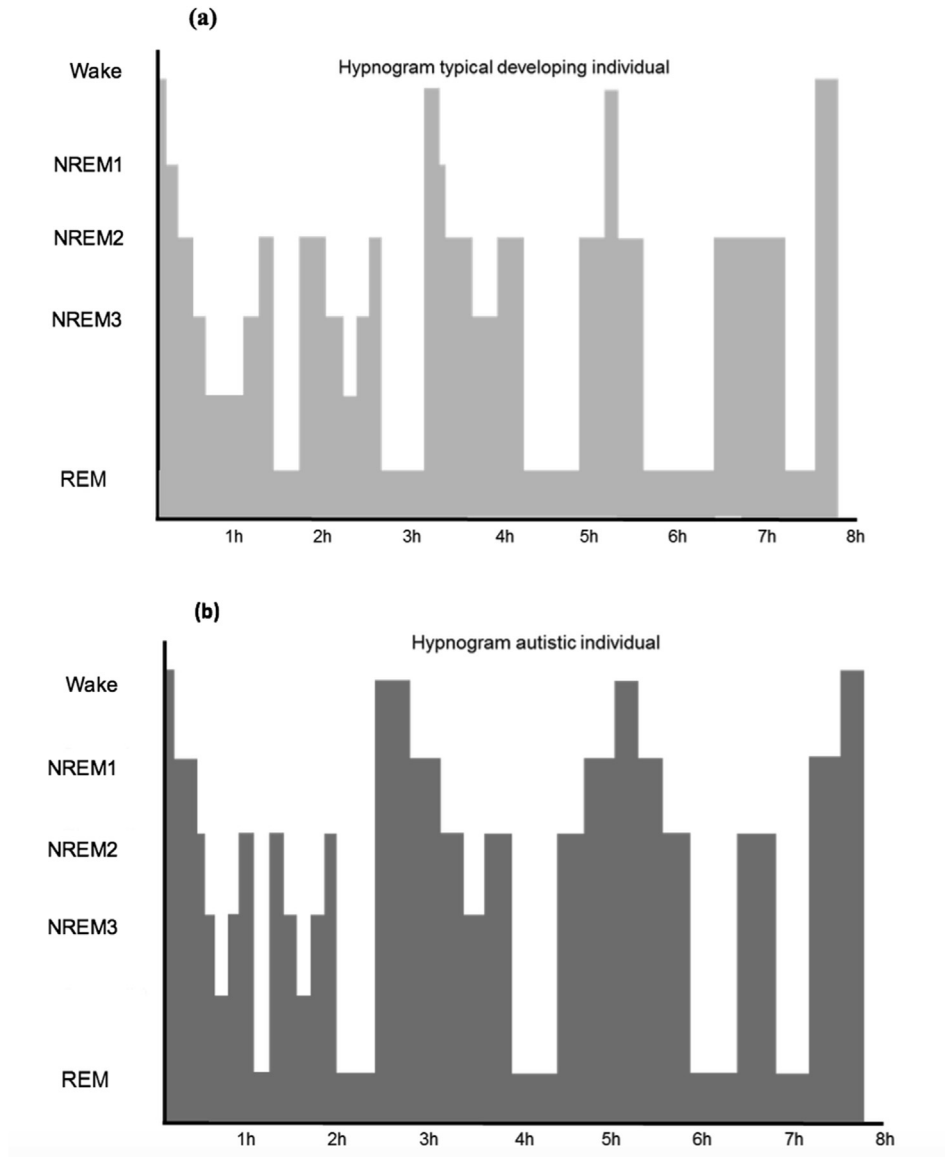 (a)
Hypnogram typical developing individual
Wake
NREM1
NREM2
NREM3
REM
1h 2h 3h 4h 5h 6h 7h 8h
(b)
Hypnogram autistic individual
Wake
NREM1
NREM2
NREM3
REM
1h 2h 3h 4h 5h 6h 7h 8h